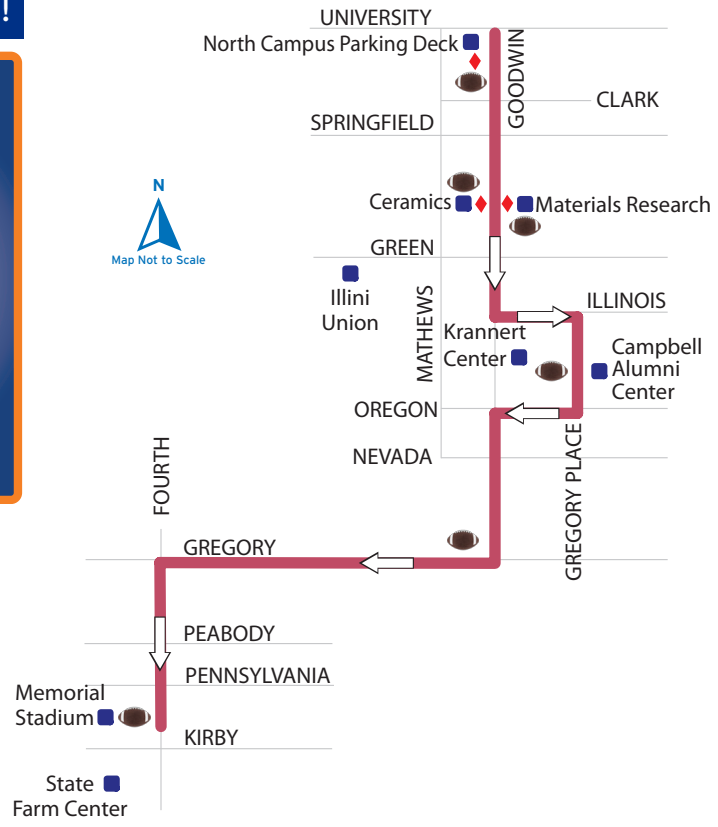 !
UNIVERSITY
North Campus Parking Deck
GOODWIN
CLARK
SPRINGFIELD
N
Map Not to Scale
Ceramics
Materials Research
GREEN
Illini
Union
MATHEWS
ILLINOIS
Krannert
Center
Campbell
Alumni
Center
OREGON
NEVADA
GREGORY PLACE
FOURTH
GREGORY
PEABODY
PENNSYLVANIA
Memorial
Stadium
KIRBY
State
Farm Center